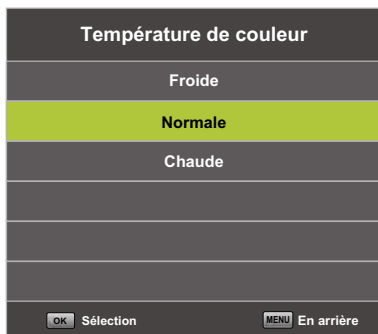 Température de couleur
Froide
Normale
Chaude
OK Sélection MENU En arrière